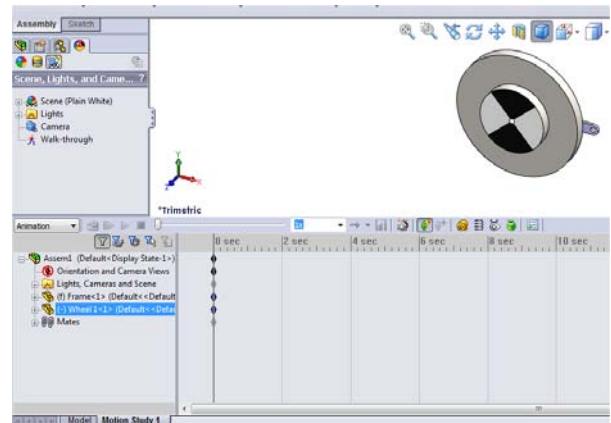 Assembly Sketch
Scene, Lights, and Came... ?
Scene (Plain White)
Lights
Camera
Walk-through
Y
*Trimetric
Animation
0 sec 2 sec 4 sec 6 sec 8 sec 10 sec
Assem1 (Default<Display State-1>)
Orientation and Camera Views
Lights, Cameras and Scene
(f) Frame<1> (Default<<Default
(-) Wheel 1<1> (Default<<Defau
Mates
Model Motion Study 1